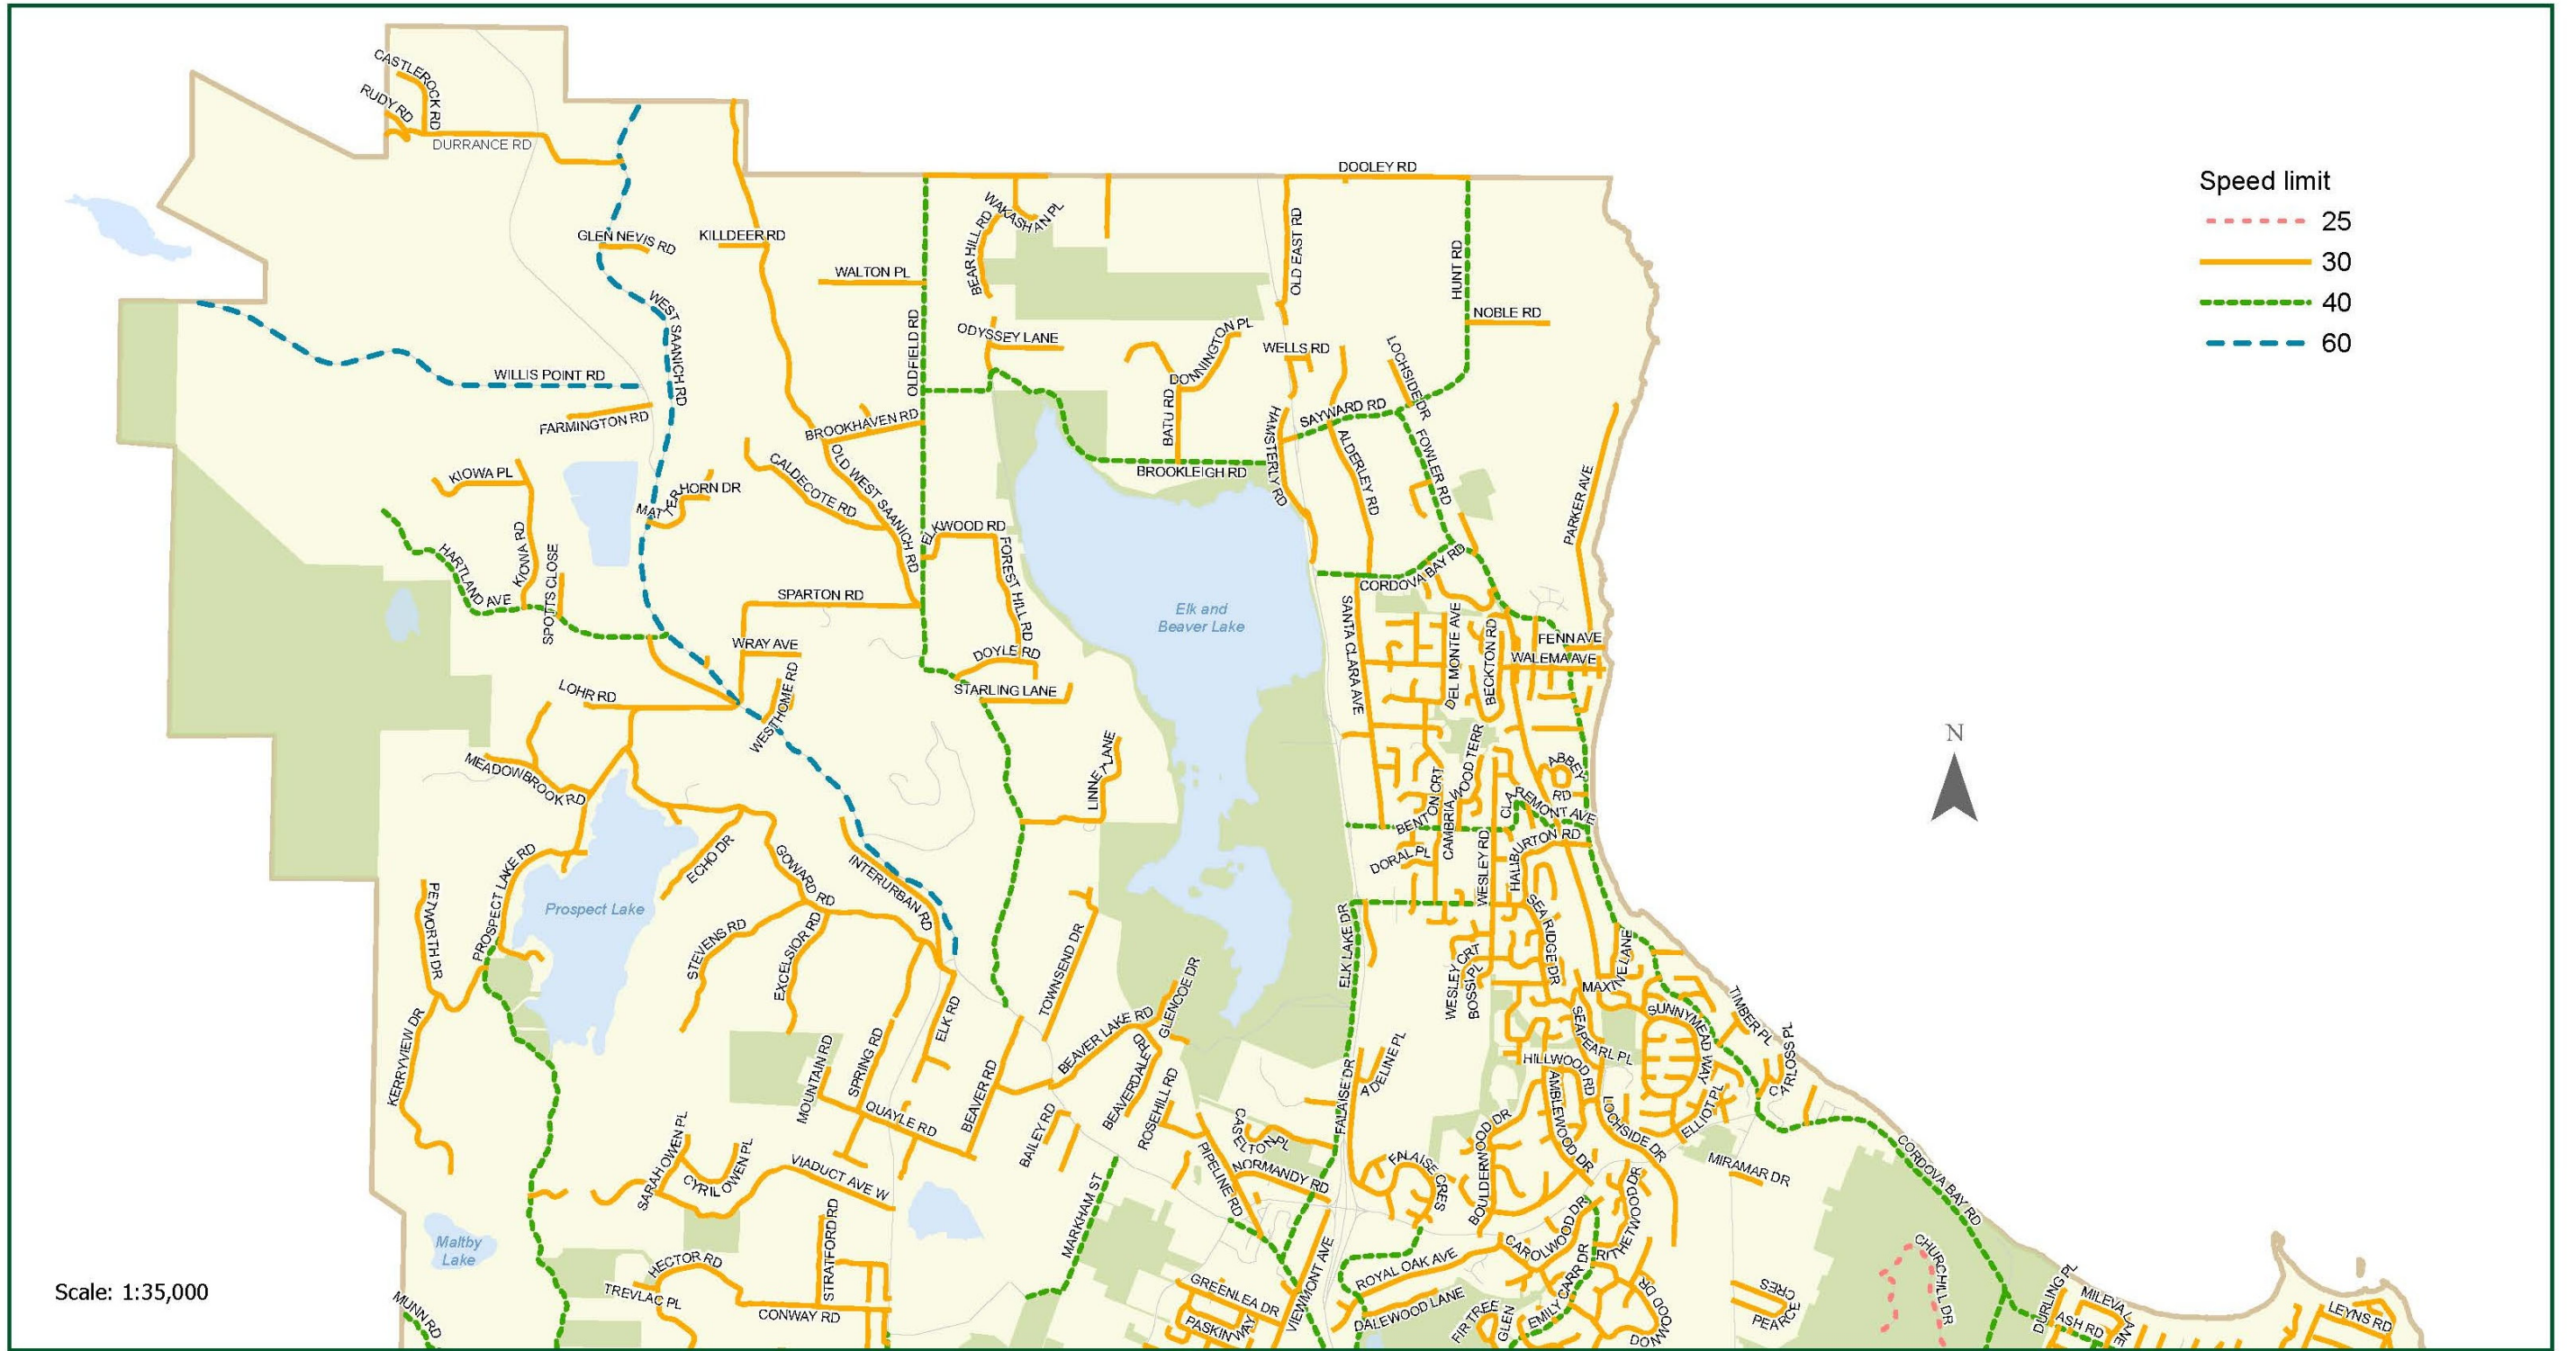 CASTLEROCK RD
RUDY RD
DURRANCE RD
DOOLEY RD
Speed limit
25
30
40
60
WAKASHAN PL
BEAR HILL RD
GLEN NEVIS RD
KILLDEER RD
OLD EAST RD
HUNT RD
WALTON PL
WEST SAANICH RD
NOBLE RD
OLDFIELD RD
ODYSSEY LANE
DONNINGTON PL
WELLS RD
LOCHSIDE DR
WILLIS POINT RD
FARMINGTON RD
BROOKHAVEN RD
BATU RD
HAMSTERLY RD
SAYWARD RD
ALDERLEY RD
FOWLER RD
KIOWA PL
MATTERHORN DR
CALDECOTE RD
OLD WEST SAANICH RD
BROOKLEIGH RD
PARKER AVE
ELKWOOD RD
FOREST HILL RD
HARTLAND AVE
KIOWA RD
SPOTTS CLOSE
CORDOVA BAY RD
SPARTON RD
Elk and
Beaver Lake
SANTA CLARA AVE
DEL MONTE AVE
BECKTON RD
FENN AVE
WALEMA AVE
WRAY AVE
DOYLE RD
STARLING LANE
LOHR RD
WESTHOME RD
MEADOWBROOK RD
LINNET LANE
ABBEY RD
CAMBRIA WOOD TERR
BENTON CRT
CLAREMONT AVE
HALIBURTON RD
DORAL PL
WESLEY RD
ECHO DR
GOWARD RD
INTERURBAN RD
PROSPECT LAKE RD
Prospect Lake
PETWORTH DR
STEVENS RD
EXCELSIOR RD
TOWNSEND DR
ELK LAKE DR
SEA RIDGE DR
WESLEY CRT
BOSSI PL
MAXINE LANE
KERRYVIEW DR
ELK RD
BEAVER LAKE RD
GLENCOE DR
SUNNYMEAD WAY
TIMBER PL
CARLOSS PL
SEAPEARL PL
HILLWOOD RD
MOUNTAIN RD
SPRING RD
BEAVER RD
BEAVERDALE RD
ROSEHILL RD
FALAISE DR
ADELINE PL
AMBLEWOOD DR
LOCHSIDE DR
ELLIOT PL
QUAYLE RD
BAILEY RD
CASELTON PL
NORMANDY RD
PIPELINE RD
FALAISE CRES
BOULDERWOOD DR
MIRAMAR DR
CORDOVA BAY RD
SARAH OWEN PL
CYRIL OWEN PL
VIADUCT AVE W
STRATFORD RD
MARKHAM ST
CAROLWOOD DR
RITHETWOOD DR
Maltby
Lake
HECTOR RD
TREVLAC PL
CONWAY RD
MUNN RD
ROYAL OAK AVE
DALEWOOD LANE
VIEWMONT AVE
GREENLEA DR
PASKIN WAY
FIR TREE GLEN
EMILY CARR DR
DONWOOD DR
PEARCE CRES
CHURCHILL DR
DURLING PL
MILEVA LANE
ASH RD
LEYNS RD
N
Scale: 1:35,000